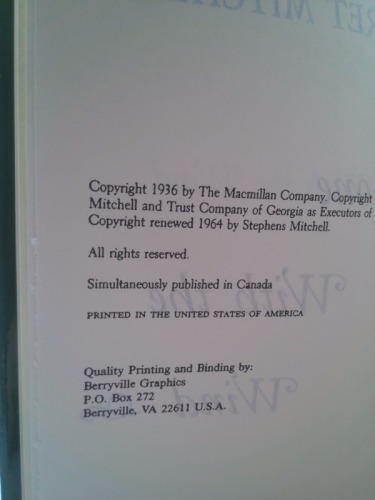 Copyright 1936 by The Macmillan Company. Copyright
Mitchell and Trust Company of Georgia as Executors of
Copyright renewed 1964 by Stephens Mitchell.
All rights reserved.
Simultaneously published in Canada
PRINTED IN THE UNITED STATES OF AMERICA
Quality Printing and Binding by:
Berryville Graphics
P.O. Box 272
Berryville, VA 22611 U.S.A.